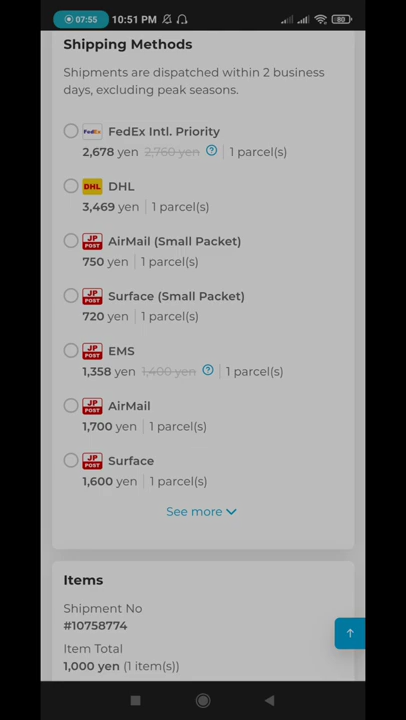 07:55 10:51 PM 80
Shipping Methods
Shipments are dispatched within 2 business
days, excluding peak seasons.
FedEx FedEx Intl. Priority
2,678 yen 2,760 yen ? 1 parcel(s)
DHL DHL
3,469 yen 1 parcel(s)
JP POST AirMail (Small Packet)
750 yen 1 parcel(s)
JP POST Surface (Small Packet)
720 yen 1 parcel(s)
JP POST EMS
1,358 yen 1,400 yen ? 1 parcel(s)
JP POST AirMail
1,700 yen 1 parcel(s)
JP POST Surface
1,600 yen 1 parcel(s)
See more
Items
Shipment No
#10758774
Item Total
1,000 yen (1 item(s))